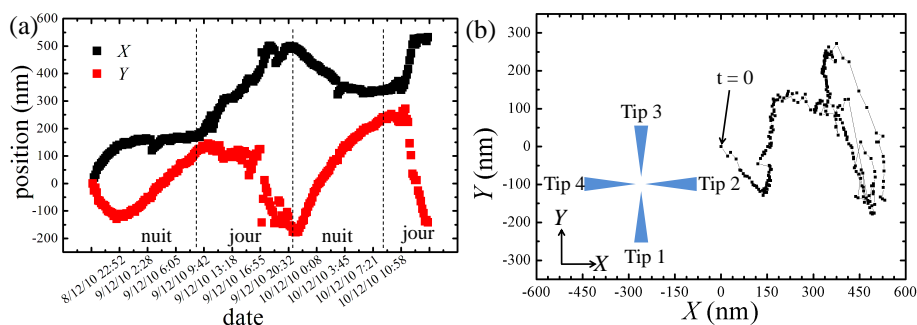 (a)
600
500
400
300
200
100
0
-100
-200
position (nm)
X
Y
nuit
jour
nuit
jour
8/12/10 22:52
9/12/10 2:28
9/12/10 6:05
9/12/10 9:42
9/12/10 13:18
9/12/10 16:55
9/12/10 20:32
10/12/10 0:08
10/12/10 3:45
10/12/10 7:21
10/12/10 10:58
date
(b)
300
200
100
0
-100
-200
300
Y (nm)
t = 0
Tip 3
Tip 4
Tip 2
Tip 1
Y
X
-600
-450
-300
-150
0
150
300
450
600
X (nm)